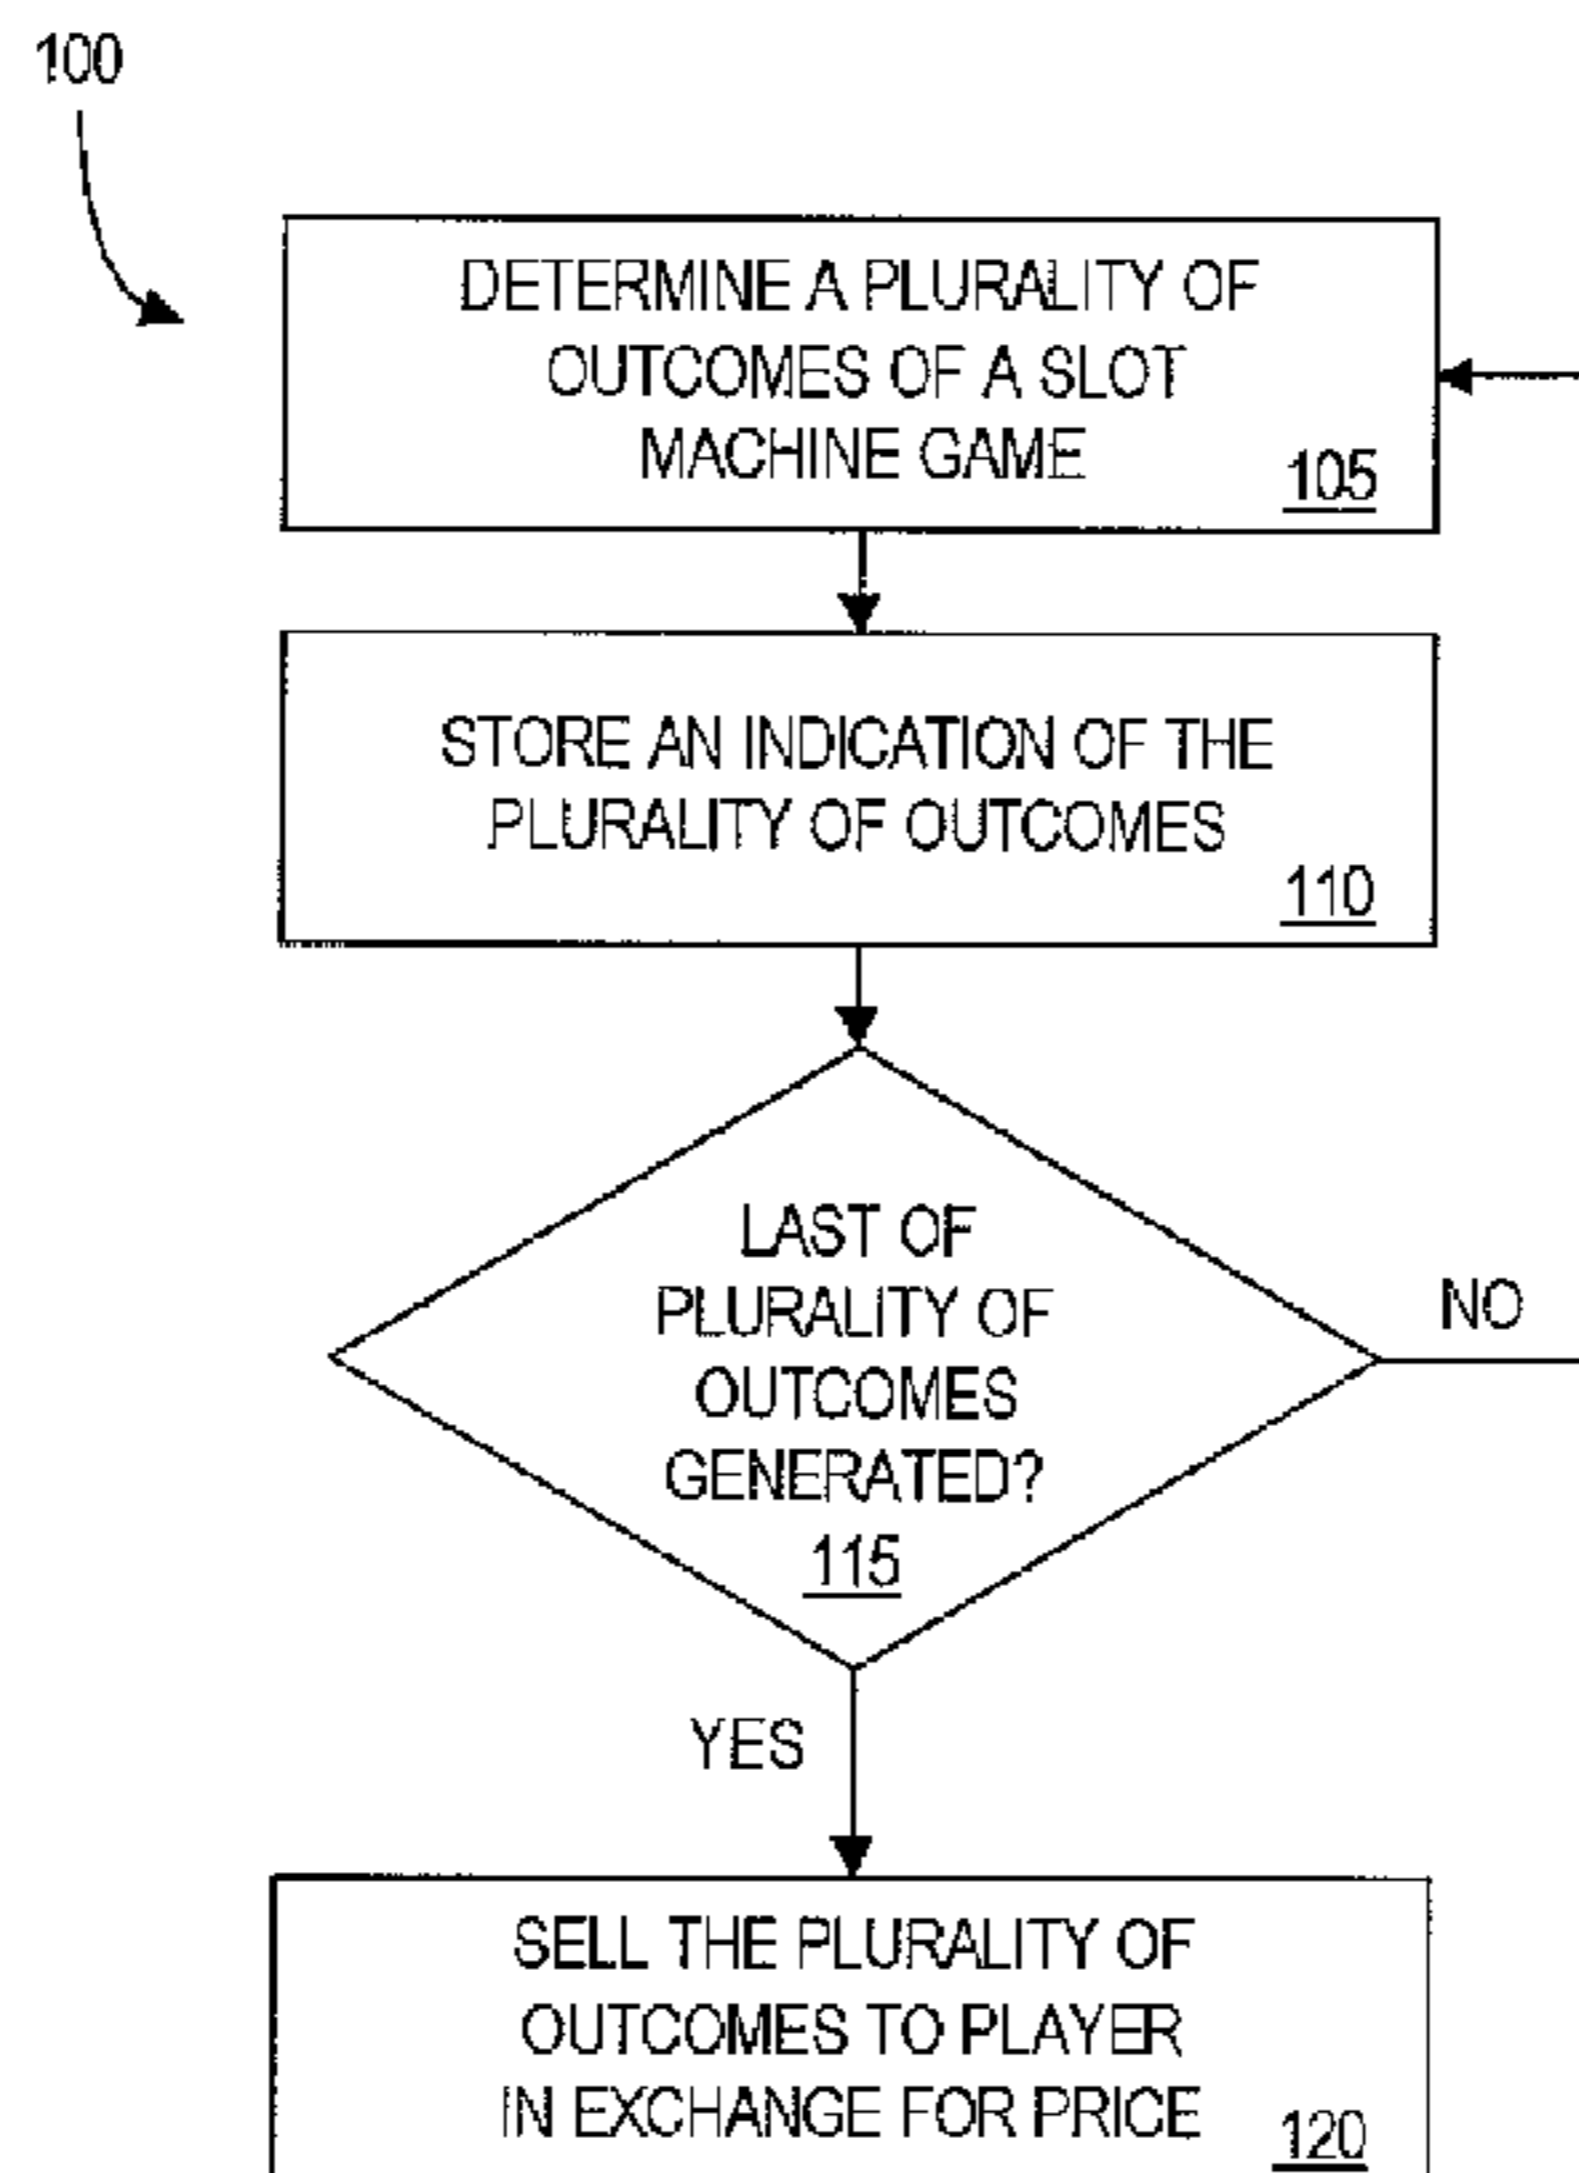 100
DETERMINE A PLURALITY OF
OUTCOMES OF A SLOT
MACHINE GAME
105
STORE AN INDICATION OF THE
PLURALITY OF OUTCOMES
110
LAST OF
PLURALITY OF
OUTCOMES
GENERATED?
115
NO
YES
SELL THE PLURALITY OF
OUTCOMES TO PLAYER
IN EXCHANGE FOR PRICE
120